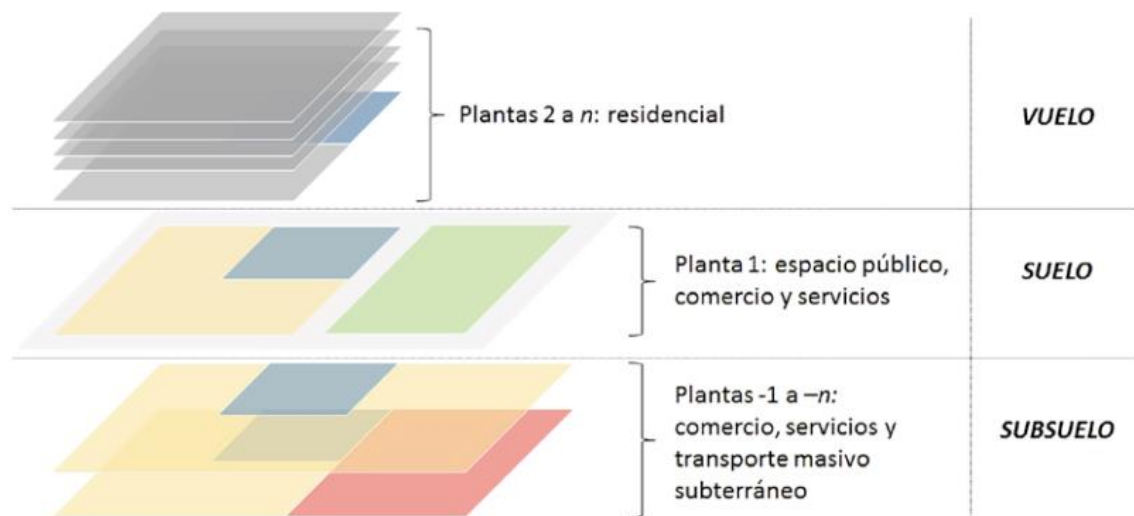 Plantas 2 a n: residencial
VUELO
Planta 1: espacio público,
comercio y servicios
SUELO
Plantas -1 a –n:
comercio, servicios y
transporte masivo
subterráneo
SUBSUELO